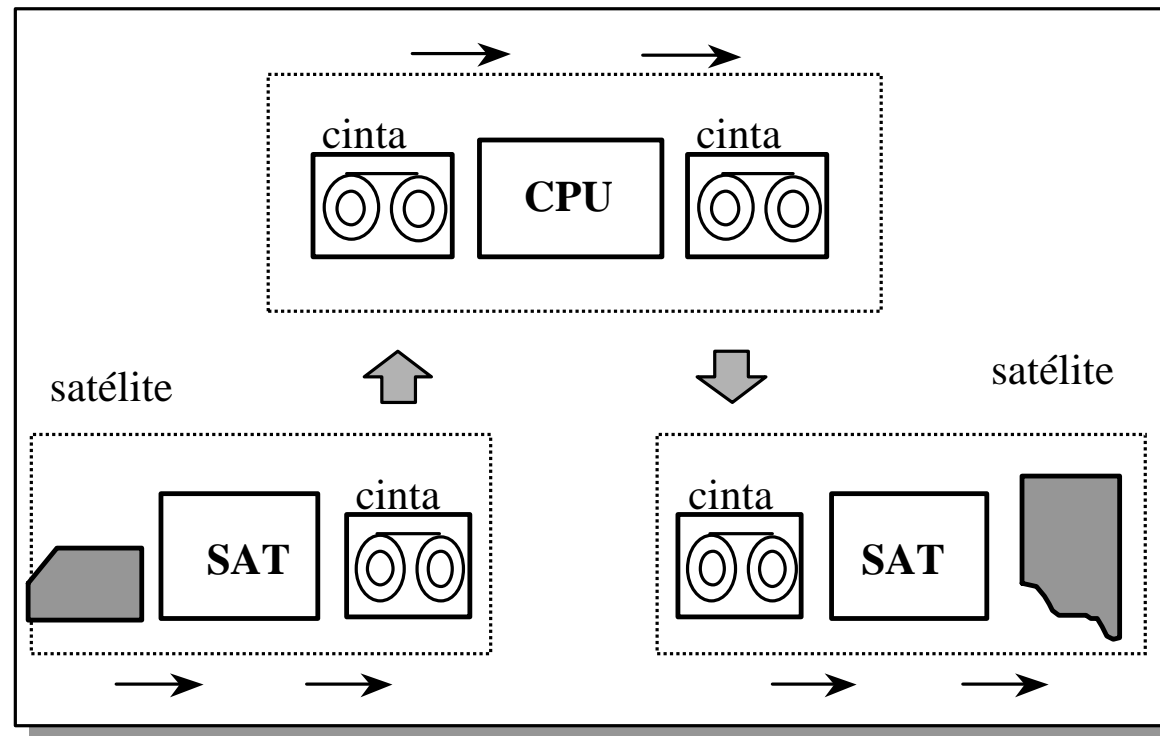 cinta
cinta
CPU
satélite
satélite
cinta
cinta
SAT
SAT